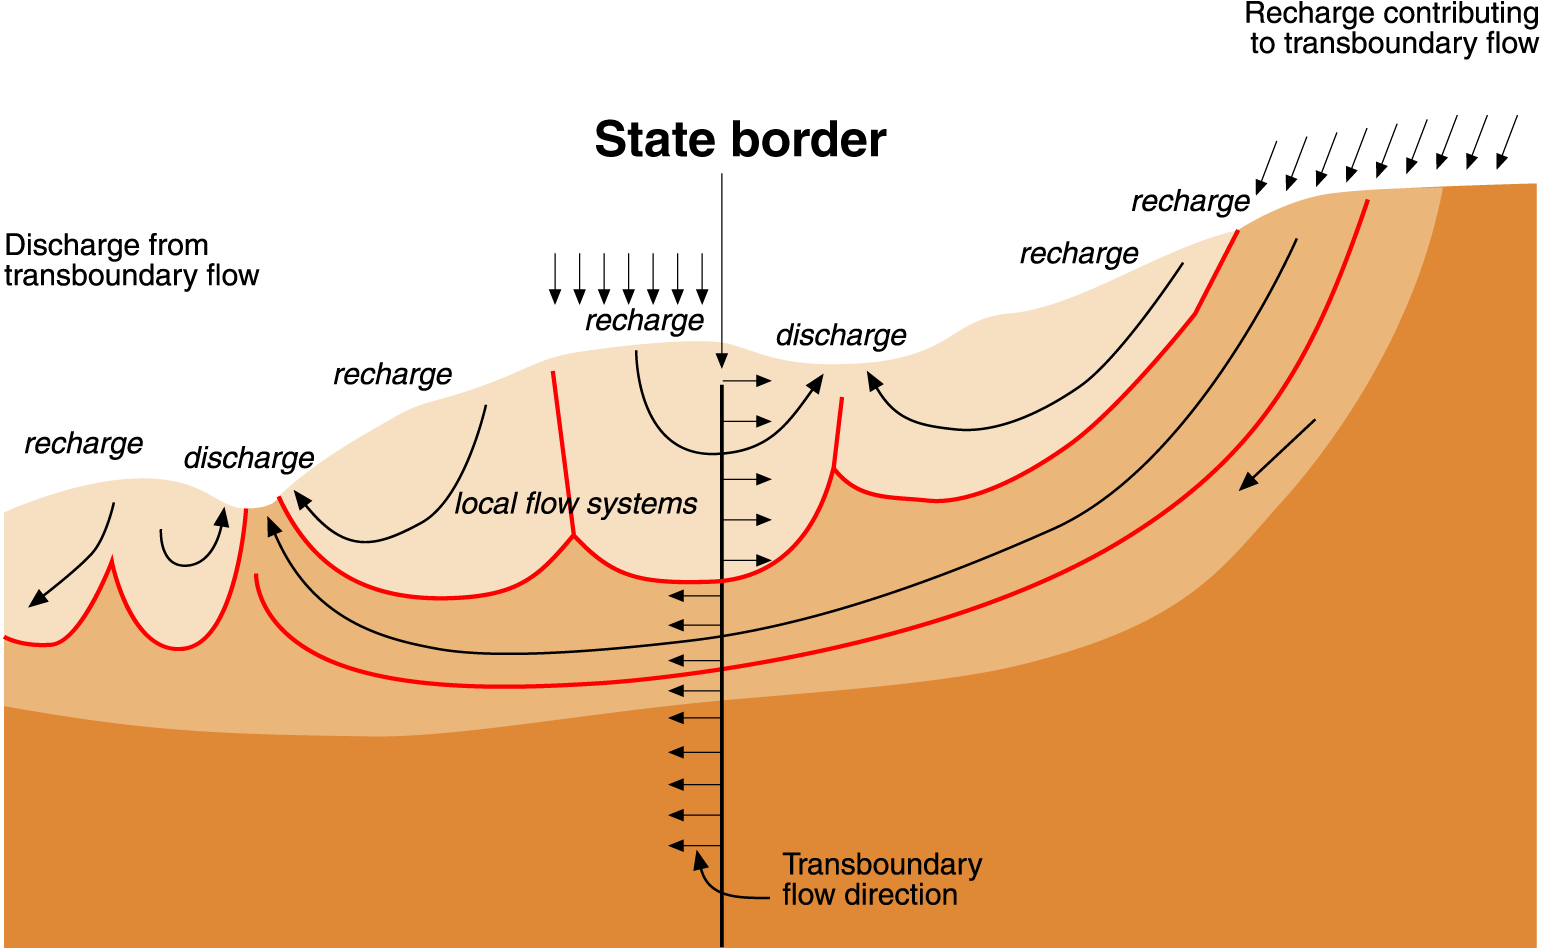 Recharge contributing
to transboundary flow
State border
recharge
Discharge from
transboundary flow
recharge
recharge
discharge
recharge
recharge
discharge
local flow systems
Transboundary
flow direction